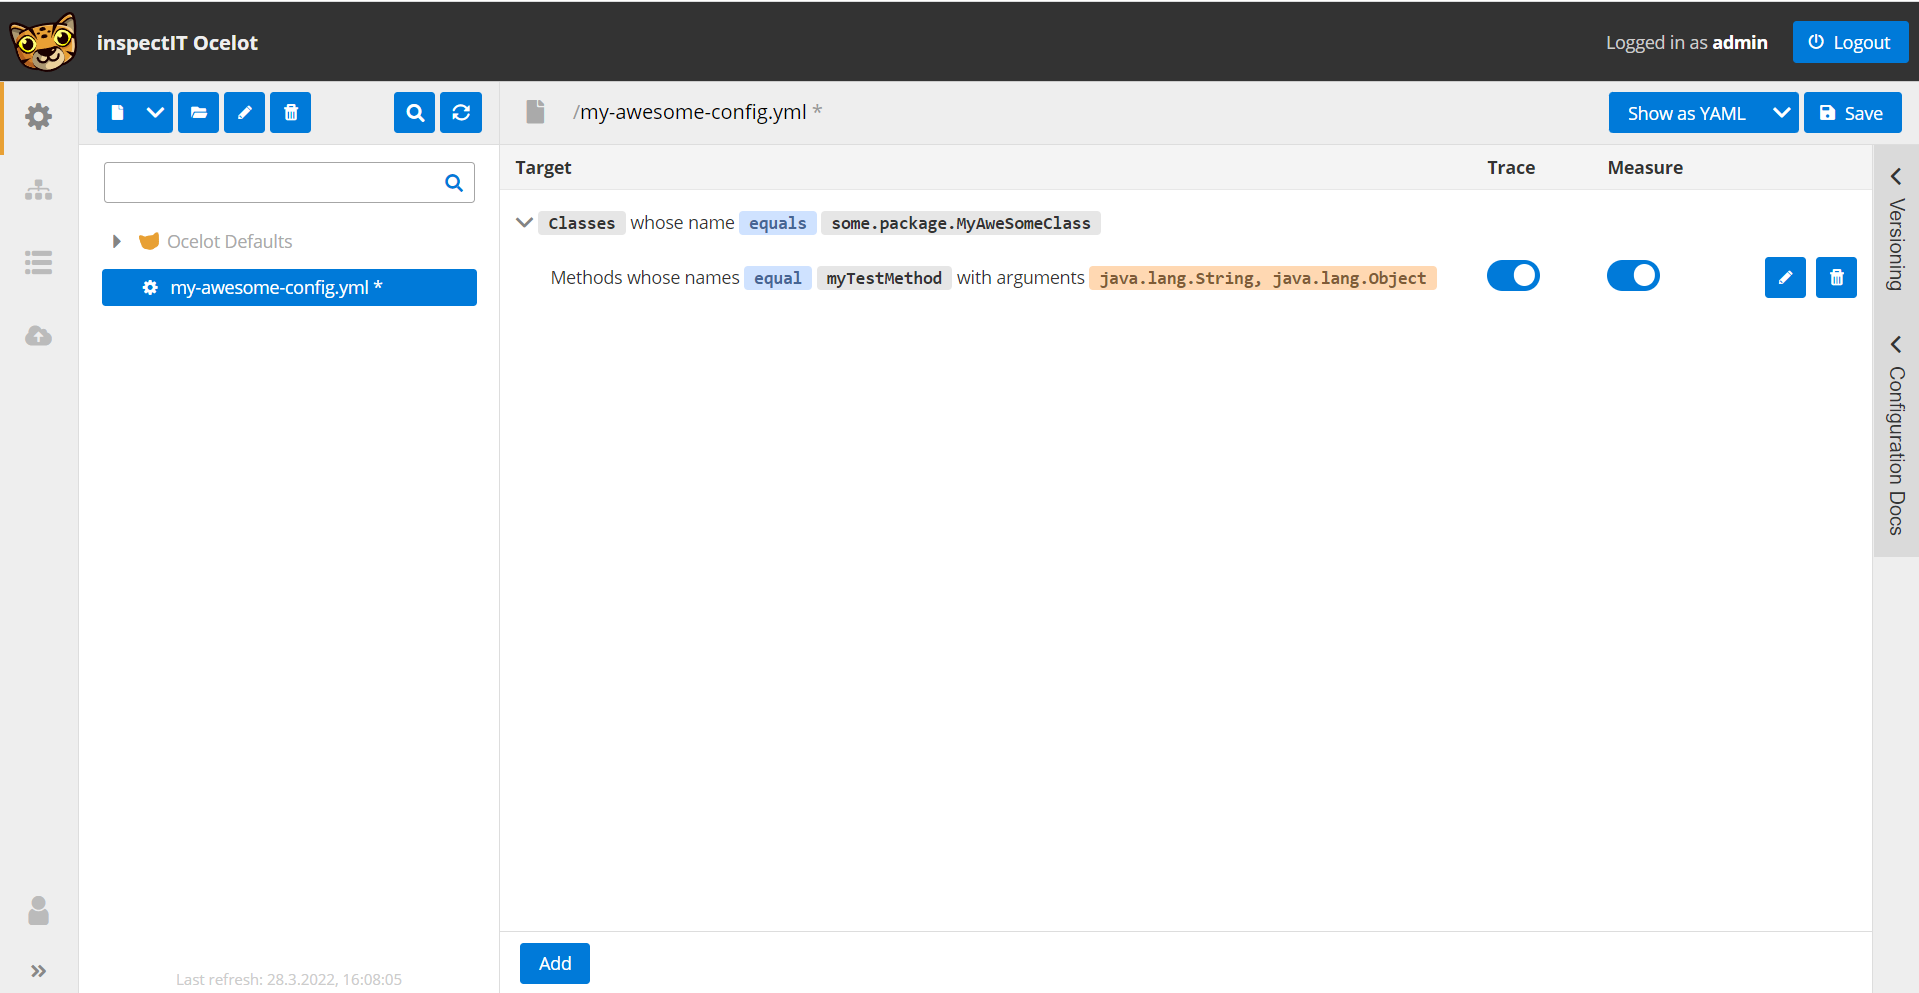 inspectIT Ocelot
Logged in as admin
Logout
/my-awesome-config.yml *
Show as YAML
Save
Target Trace Measure
Classes whose name equals some.package.MyAweSomeClass
Ocelot Defaults
Methods whose names equal myTestMethod with arguments java.lang.String, java.lang.Object
my-awesome-config.yml *
Versioning
Configuration Docs
Add
Last refresh: 28.3.2022, 16:08:05